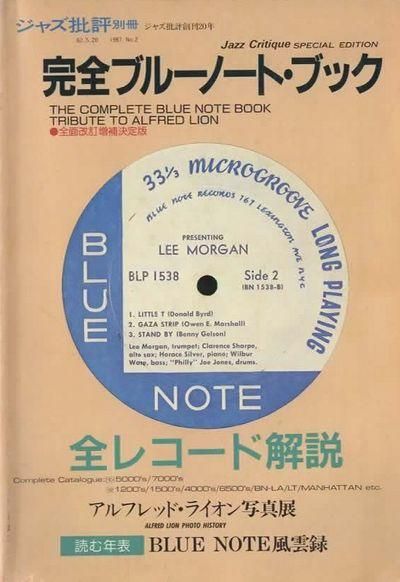 ジャズ批評別冊 ジャズ批評創刊20年
62.5.20 1987. No.2
Jazz Critique SPECIAL EDITION
完全ブルーノート・ブック
THE COMPLETE BLUE NOTE BOOK
TRIBUTE TO ALFRED LION
●全面改訂増補決定版
33⅓ MICROGROOVE LONG PLAYING
BLUE NOTE RECORDS 767 LEXINGTON AVE NYC
BLUE
PRESENTING
LEE MORGAN
BLP 1538 Side 2
(BN 1538-B)
1. LITTLE T (Donald Byrd)
2. GAZA STRIP (Owen E. Marshall)
3. STAND BY (Benny Golson)
Lee Morgan, trumpet; Clarence Sharpe,
alto sax; Horace Silver, piano; Wilbur
Ware, bass; "Philly" Joe Jones, drums.
NOTE
全レコード解説
Complete Catalogue: 5000's/7000's
1200's/1500's/4000's/6500's/BN-LA/LT/MANHATTAN etc.
アルフレッド・ライオン写真展
ALFRED LION PHOTO HISTORY
読む年表 BLUE NOTE風雲録